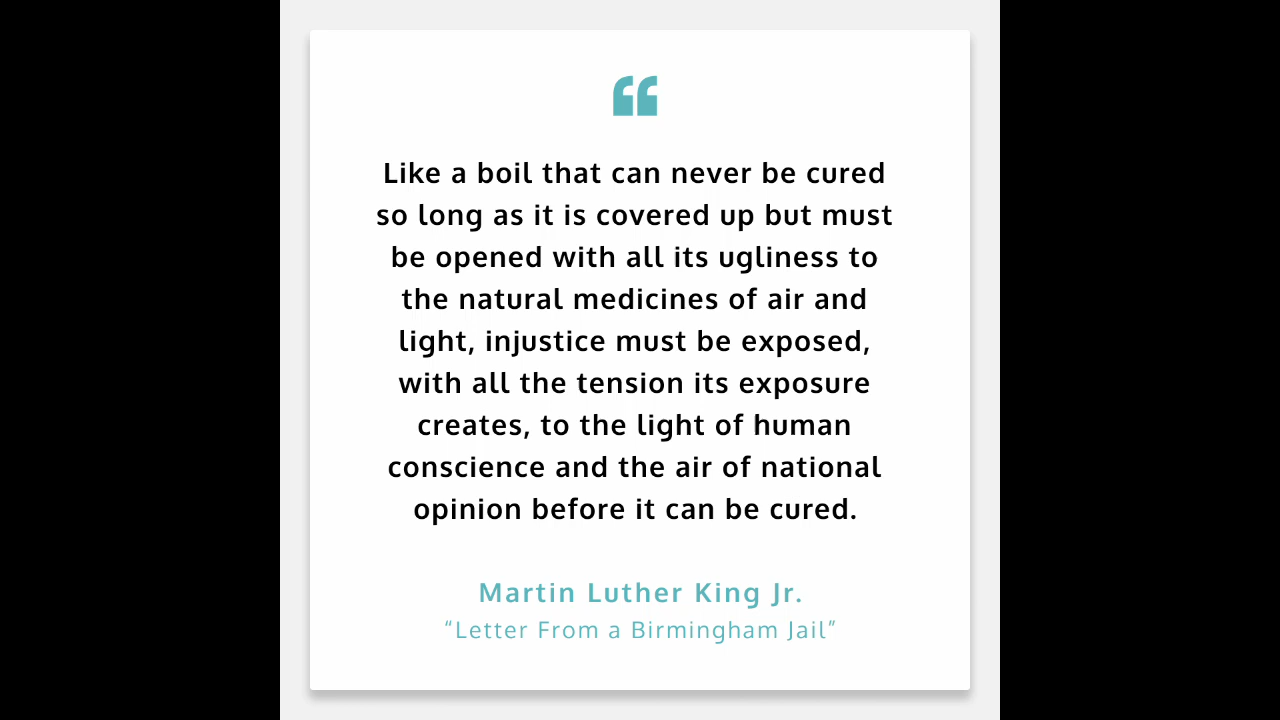 “
Like a boil that can never be cured
so long as it is covered up but must
be opened with all its ugliness to
the natural medicines of air and
light, injustice must be exposed,
with all the tension its exposure
creates, to the light of human
conscience and the air of national
opinion before it can be cured.
Martin Luther King Jr.
“Letter From a Birmingham Jail”